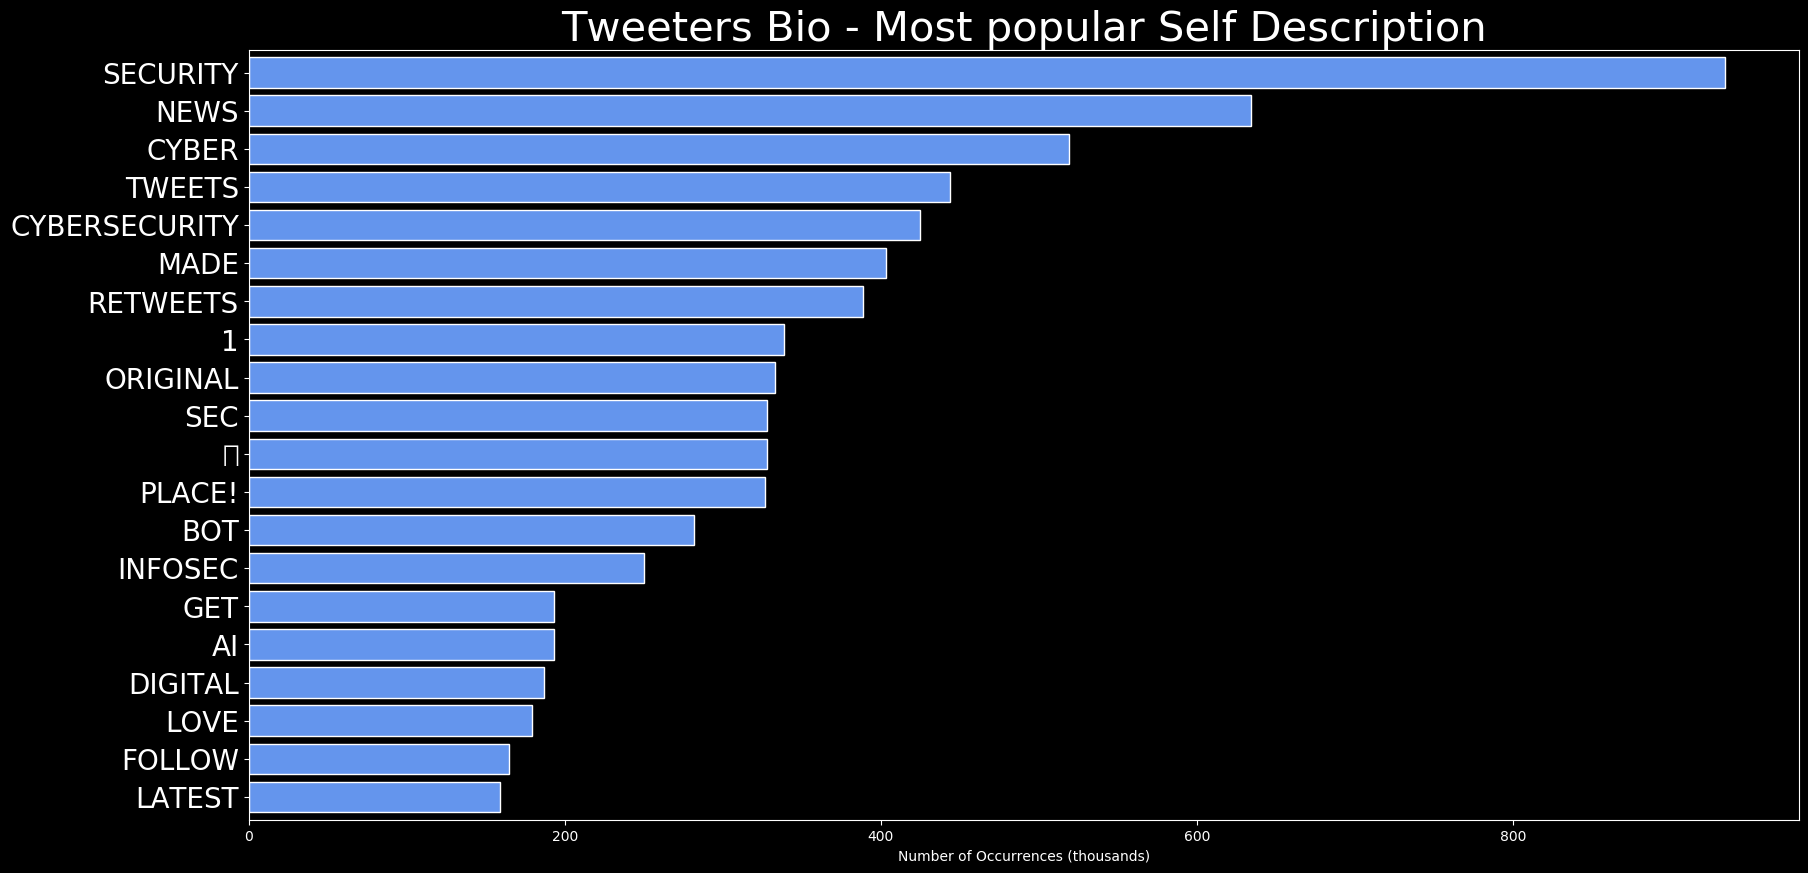 Tweeters Bio - Most popular Self Description
SECURITY
NEWS
CYBER
TWEETS
CYBERSECURITY
MADE
RETWEETS
1
ORIGINAL
SEC
PLACE!
BOT
INFOSEC
GET
AI
DIGITAL
LOVE
FOLLOW
LATEST
0 200 400 600 800
Number of Occurrences (thousands)